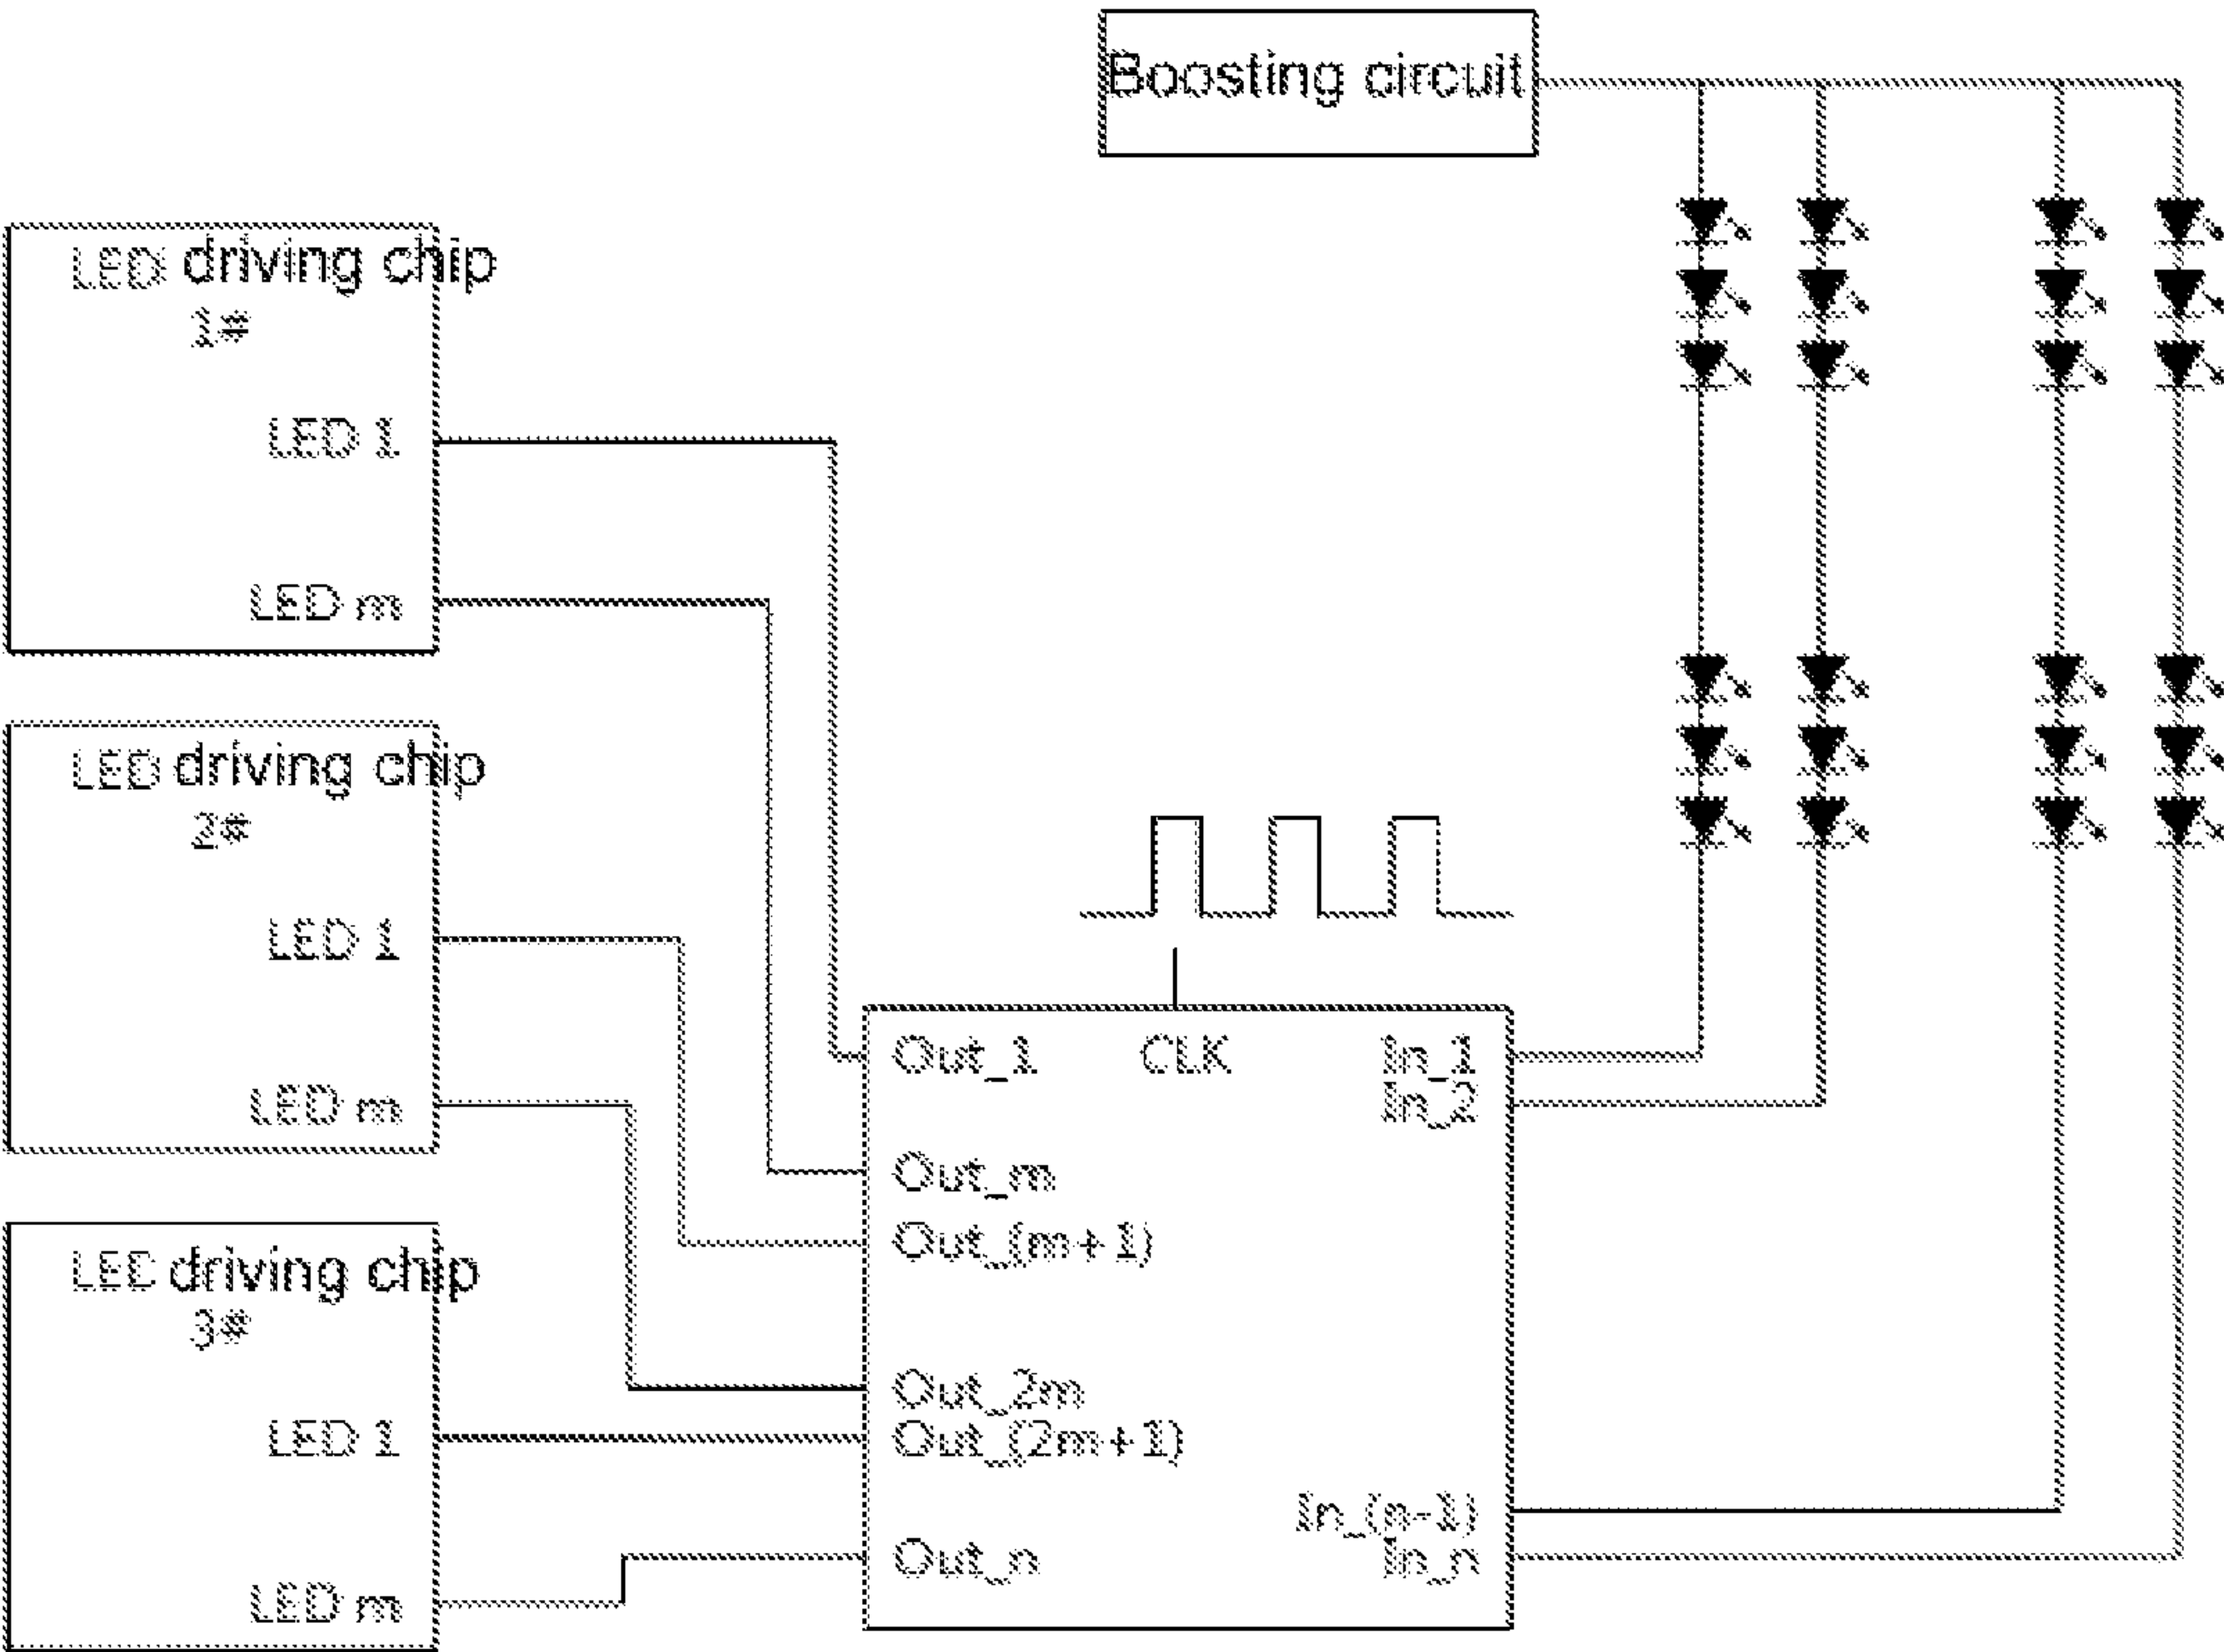 Boosting circuit
LED driving chip
1#
LED 1
LED m
LED driving chip
2#
LED 1
LED m
LED driving chip
3#
LED 1
LED m
Out_1
CLK
In_1
In_2
Out_m
Out_(m+1)
Out_2m
Out_(2m+1)
In_(n-1)
Out_n
In_n